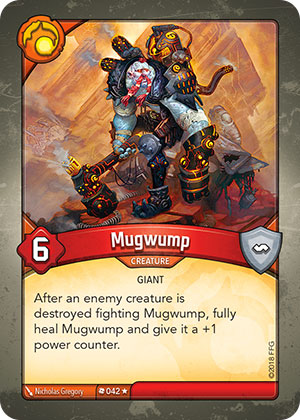 6
Mugwump
CREATURE
GIANT
After an enemy creature is
destroyed fighting Mugwump, fully
heal Mugwump and give it a +1
power counter.
Nicholas Gregory
042
©2018 FFG